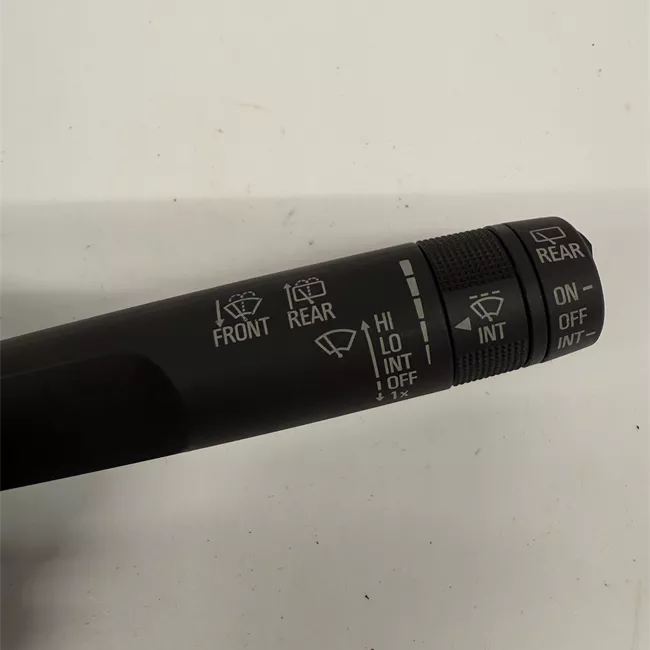 FRONT
REAR
HI
LO
INT
OFF
1x
INT
REAR
ON
OFF
INT